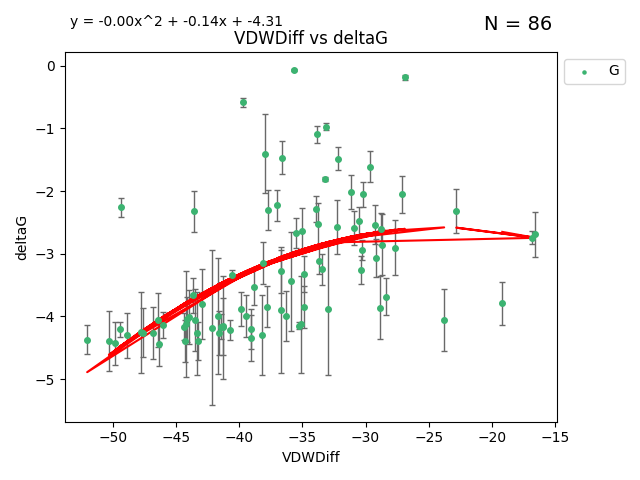 y = -0.00x^2 + -0.14x + -4.31
N = 86
VDWDiff vs deltaG
G
0
−1
−2
−3
−4
−5
deltaG
−50 −45 −40 −35 −30 −25 −20 −15
VDWDiff